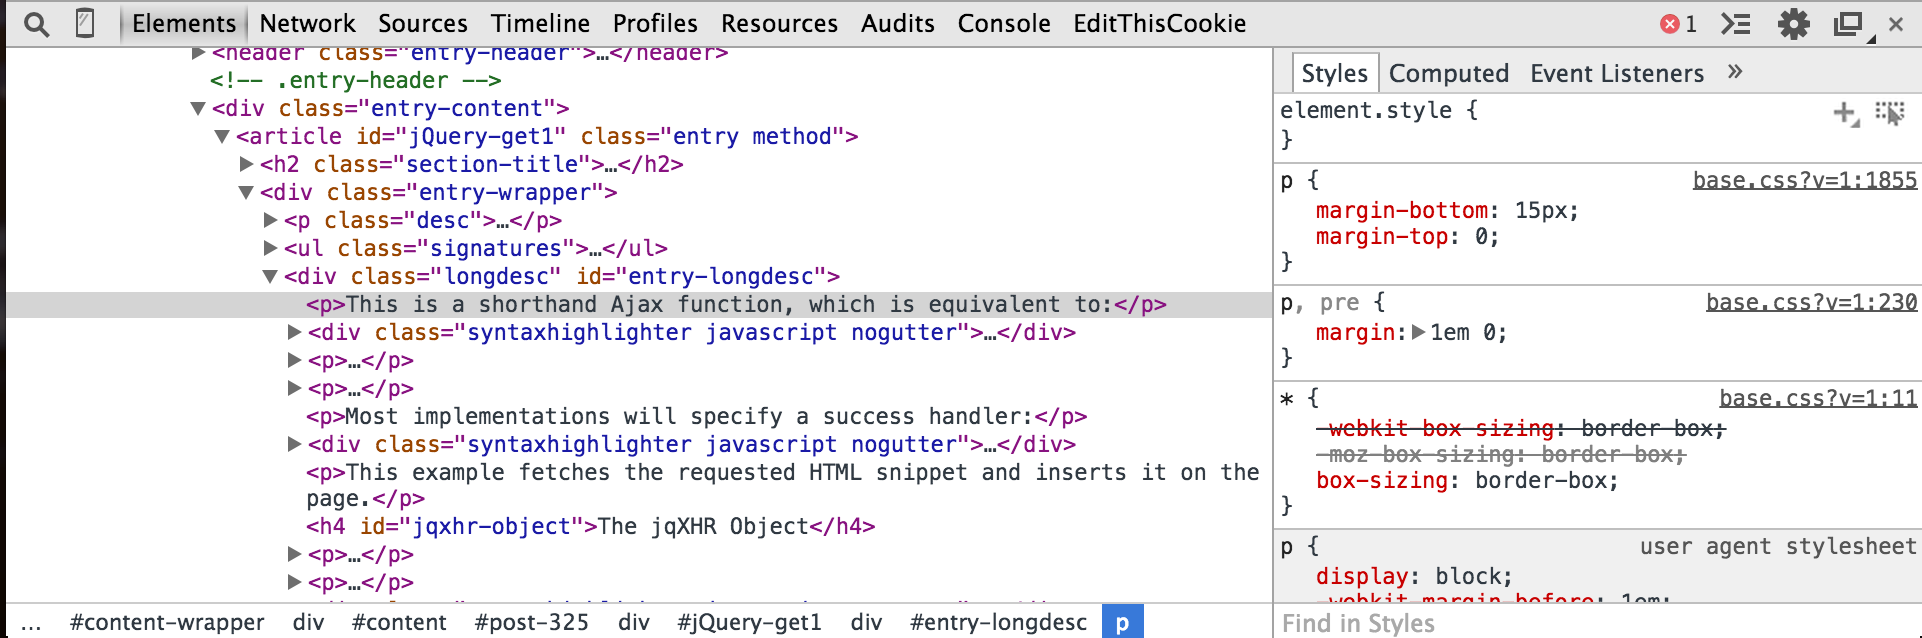 Elements Network Sources Timeline Profiles Resources Audits Console EditThisCookie 1
<header class="entry-header">…</header>
<!-- .entry-header -->
<div class="entry-content">
<article id="jQuery-get1" class="entry method">
<h2 class="section-title">…</h2>
<div class="entry-wrapper">
<p class="desc">…</p>
<ul class="signatures">…</ul>
<div class="longdesc" id="entry-longdesc">
<p>This is a shorthand Ajax function, which is equivalent to:</p>
<div class="syntaxhighlighter javascript nogutter">…</div>
<p>…</p>
<p>…</p>
<p>Most implementations will specify a success handler:</p>
<div class="syntaxhighlighter javascript nogutter">…</div>
<p>This example fetches the requested HTML snippet and inserts it on the
page.</p>
<h4 id="jqxhr-object">The jqXHR Object</h4>
<p>…</p>
<p>…</p>
… #content-wrapper div #content #post-325 div #jQuery-get1 div #entry-longdesc p
Styles Computed Event Listeners »
element.style {
}
p { base.css?v=1:1855
margin-bottom: 15px;
margin-top: 0;
}
p, pre { base.css?v=1:230
margin: 1em 0;
}
* { base.css?v=1:11
-webkit-box-sizing: border-box;
-moz-box-sizing: border-box;
box-sizing: border-box;
}
p { user agent stylesheet
display: block;
-webkit-margin-before: 1em;
Find in Styles